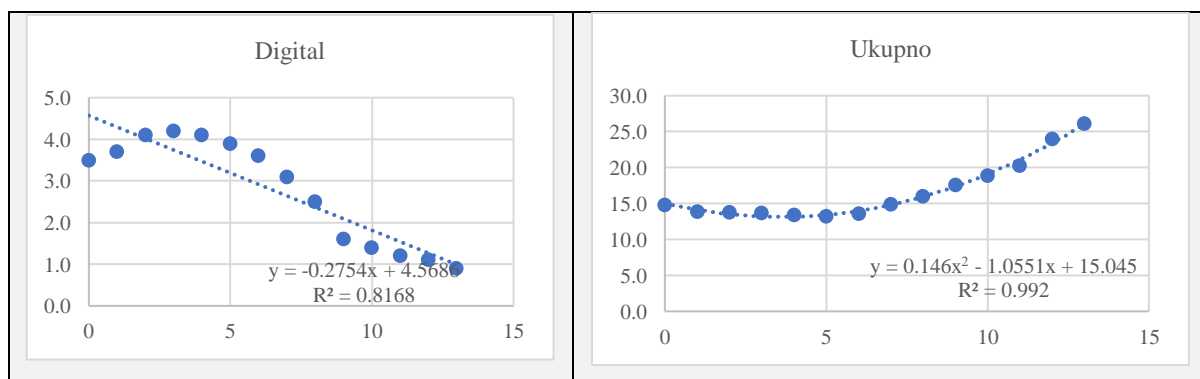 Digital
5.0
4.0
3.0
2.0
1.0
0.0
0 5 10 15
y = -0.2754x + 4.5686
R² = 0.8168
Ukupno
30.0
25.0
20.0
15.0
10.0
5.0
0.0
0 5 10 15
y = 0.146x² - 1.0551x + 15.045
R² = 0.992